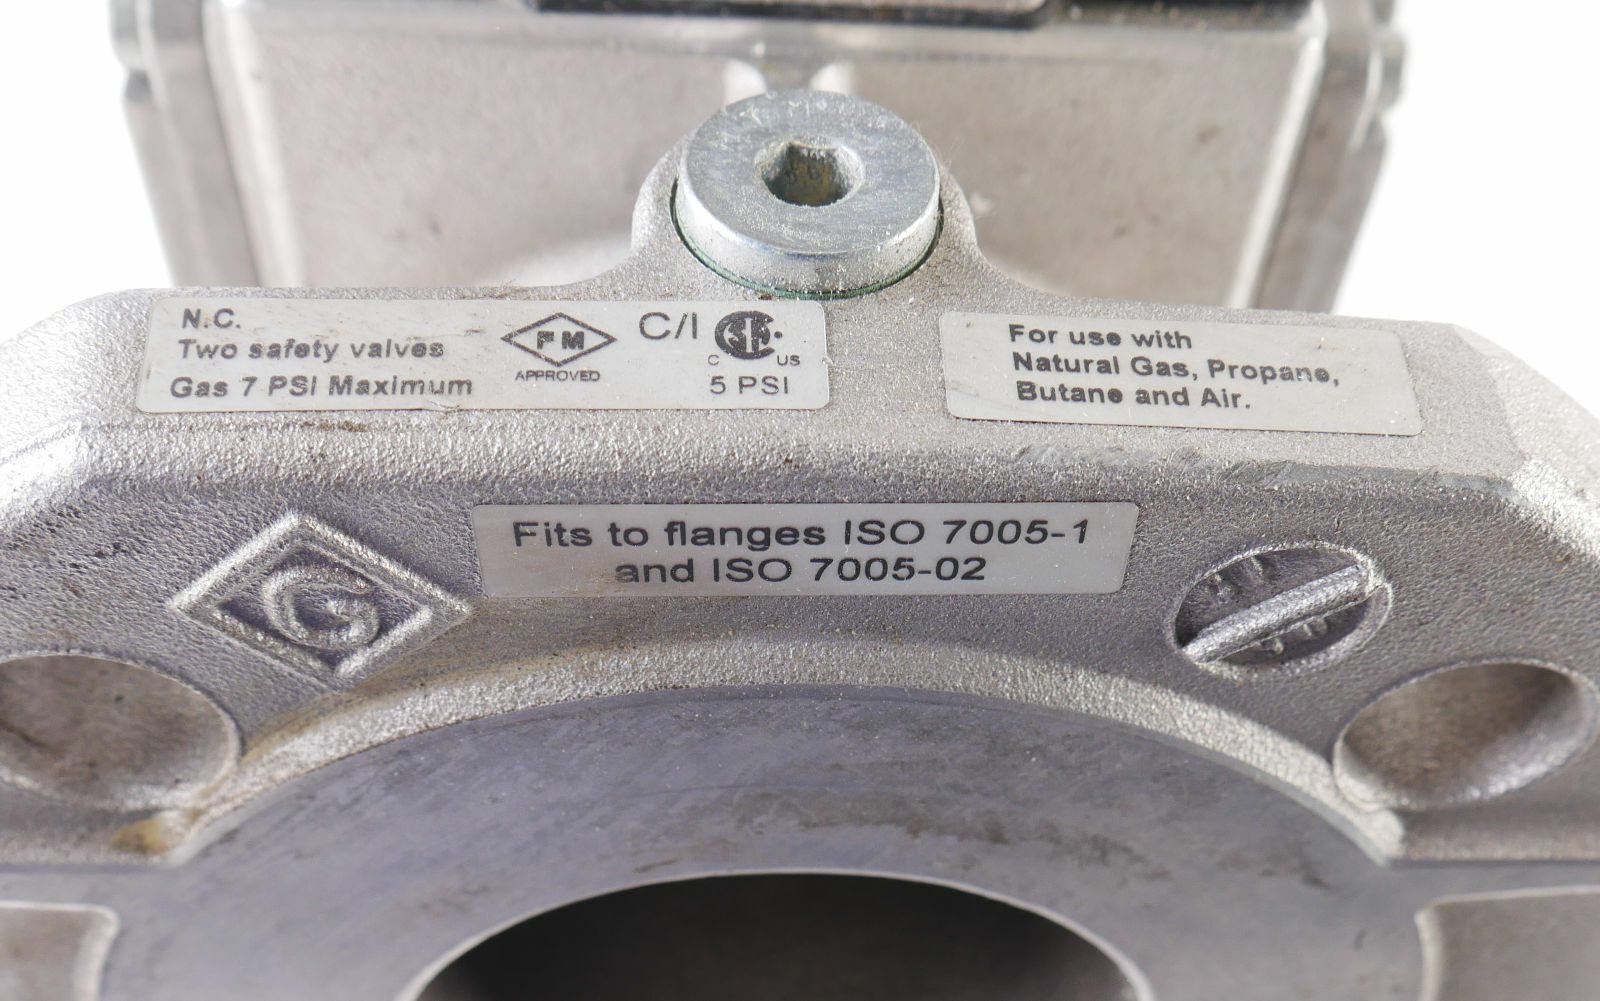 N.C.
Two safety valves
Gas 7 PSI Maximum
FM
APPROVED
C/I
C US
5 PSI
For use with
Natural Gas, Propane,
Butane and Air.
Fits to flanges ISO 7005-1
and ISO 7005-02
G